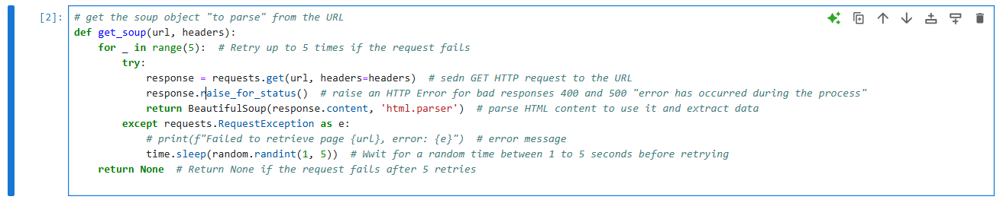 [2]: # get the soup object "to parse" from the URL
def get_soup(url, headers):
    for _ in range(5):  # Retry up to 5 times if the request fails
        try:
            response = requests.get(url, headers=headers)  # sedn GET HTTP request to the URL
            response.raise_for_status()  # raise an HTTP Error for bad responses 400 and 500 "error has occurred during the process"
            return BeautifulSoup(response.content, 'html.parser')  # parse HTML content to use it and extract data
        except requests.RequestException as e:
            # print(f"Failed to retrieve page {url}, error: {e}")  # error message
            time.sleep(random.randint(1, 5))  # Wwit for a random time between 1 to 5 seconds before retrying
    return None  # Return None if the request fails after 5 retries